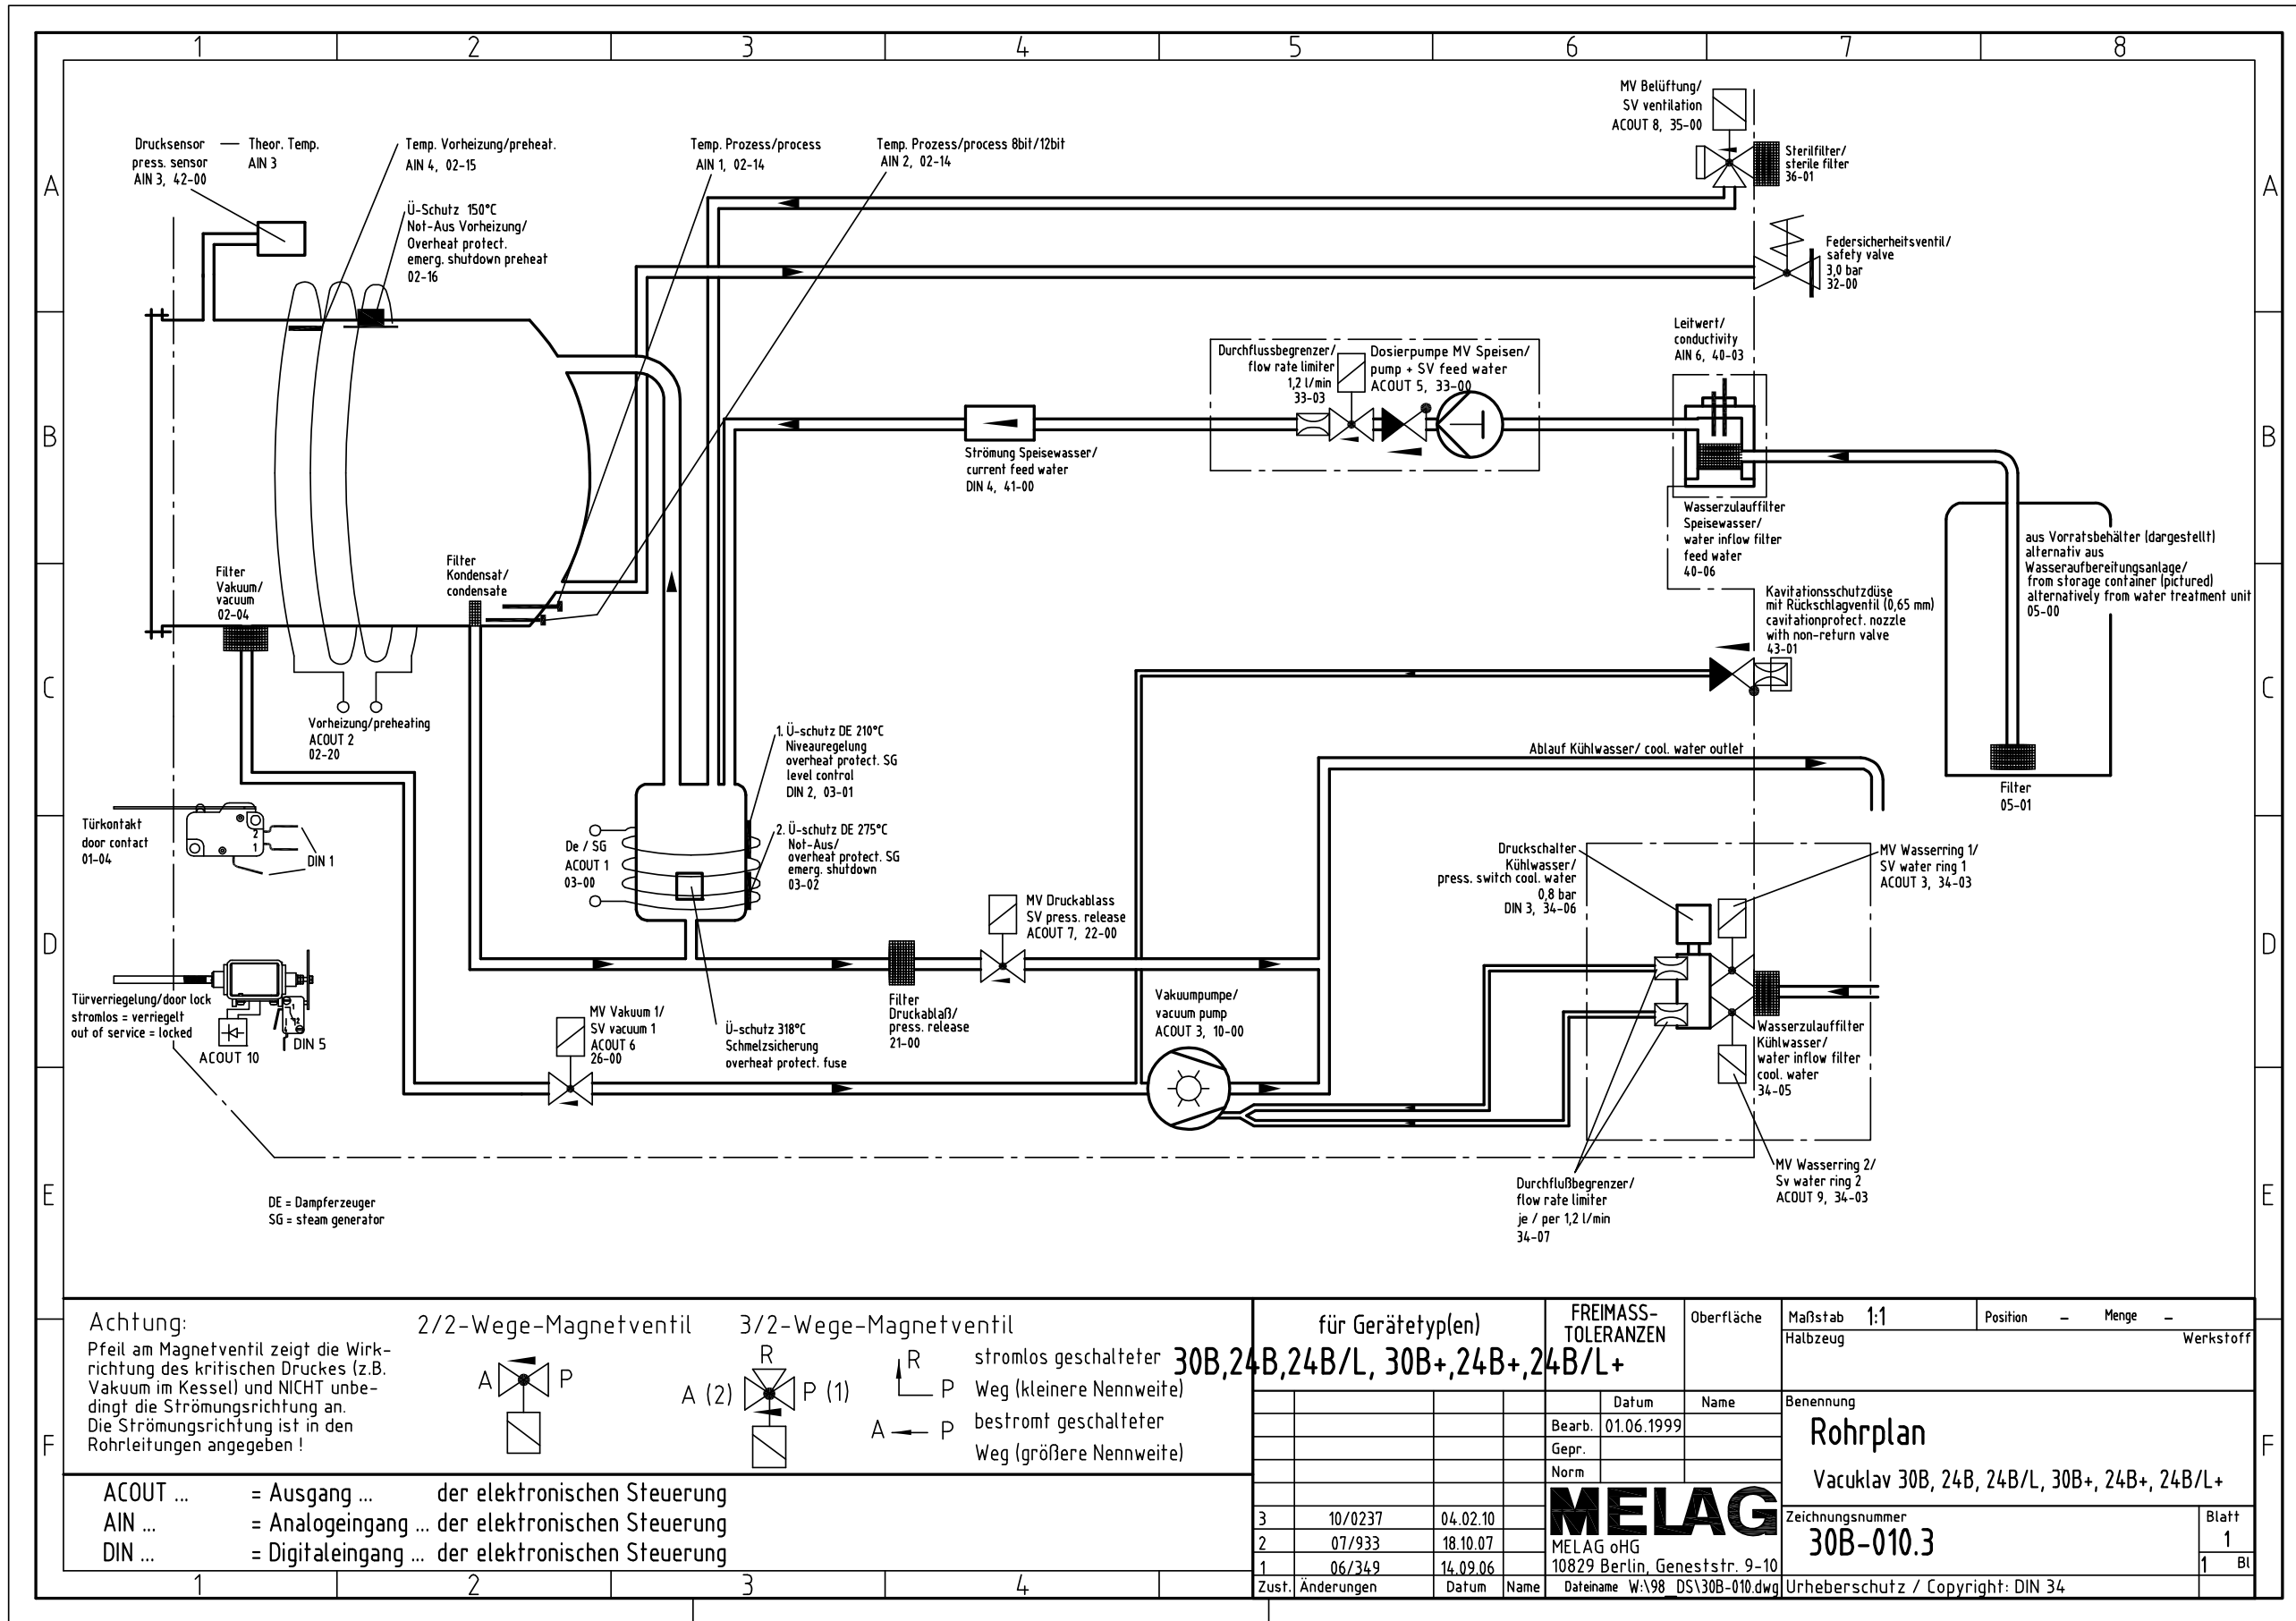 1 2 3 4 5 6 7 8
A
B
C
D
E
F
A
B
C
D
E
F
Drucksensor — Theor. Temp.
press. sensor AIN 3
AIN 3, 42-00
Temp. Vorheizung/preheat.
AIN 4, 02-15
Ü-Schutz 150°C
Not-Aus Vorheizung/
Overheat protect.
emerg. shutdown preheat
02-16
Temp. Prozess/process
AIN 1, 02-14
Temp. Prozess/process 8bit/12bit
AIN 2, 02-14
MV Belüftung/
SV ventilation
ACOUT 8, 35-00
Sterilfilter/
sterile filter
36-01
Federsicherheitsventil/
safety valve
3,0 bar
32-00
Leitwert/
conductivity
AIN 6, 40-03
Durchflussbegrenzer/
flow rate limiter
1,2 l/min
33-03
Dosierpumpe MV Speisen/
pump + SV feed water
ACOUT 5, 33-00
Strömung Speisewasser/
current feed water
DIN 4, 41-00
Wasserzulauffilter
Speisewasser/
water inflow filter
feed water
40-06
aus Vorratsbehälter (dargestellt)
alternativ aus
Wasseraufbereitungsanlage/
from storage container (pictured)
alternatively from water treatment unit
05-00
Filter
Vakuum/
vacuum
02-04
Filter
Kondensat/
condensate
Kavitationsschutzdüse
mit Rückschlagventil (0,65 mm)
cavitationprotect. nozzle
with non-return valve
43-01
Vorheizung/preheating
ACOUT 2
02-20
1. Ü-schutz DE 210°C
Niveauregelung
overheat protect. SG
level control
DIN 2, 03-01
Ablauf Kühlwasser/ cool. water outlet
Filter
05-01
Türkontakt
door contact
01-04
2
1
DIN 1
De / SG
ACOUT 1
03-00
2. Ü-schutz DE 275°C
Not-Aus/
overheat protect. SG
emerg. shutdown
03-02
Druckschalter
Kühlwasser/
press. switch cool. water
0,8 bar
DIN 3, 34-06
MV Wasserring 1/
SV water ring 1
ACOUT 3, 34-03
MV Druckablass
SV press. release
ACOUT 7, 22-00
Türverriegelung/door lock
stromlos = verriegelt
out of service = locked
ACOUT 10
DIN 5
MV Vakuum 1/
SV vacuum 1
ACOUT 6
26-00
Ü-schutz 318°C
Schmelzsicherung
overheat protect. fuse
Filter
Druckablaß/
press. release
21-00
Vakuumpumpe/
vacuum pump
ACOUT 3, 10-00
Wasserzulauffilter
Kühlwasser/
water inflow filter
cool. water
34-05
MV Wasserring 2/
Sv water ring 2
ACOUT 9, 34-03
Durchflußbegrenzer/
flow rate limiter
je / per 1,2 l/min
34-07
DE = Dampferzeuger
SG = steam generator
Achtung:
Pfeil am Magnetventil zeigt die Wirk-
richtung des kritischen Druckes (z.B.
Vakuum im Kessel) und NICHT unbe-
dingt die Strömungsrichtung an.
Die Strömungsrichtung ist in den
Rohrleitungen angegeben !
2/2-Wege-Magnetventil
A P
3/2-Wege-Magnetventil
R
A (2) P (1)
R
P
stromlos geschalteter
Weg (kleinere Nennweite)
A P
bestromt geschalteter
Weg (größere Nennweite)
ACOUT ... = Ausgang ... der elektronischen Steuerung
AIN ... = Analogeingang ... der elektronischen Steuerung
DIN ... = Digitaleingang ... der elektronischen Steuerung
für Gerätetyp(en)
30B,24B,24B/L, 30B+,24B+,24B/L+
FREIMASS-
TOLERANZEN
Oberfläche
Maßstab 1:1
Position –
Menge –
Halbzeug
Werkstoff
Datum Name
Bearb. 01.06.1999
Gepr.
Norm
Benennung
Rohrplan
Vacuklav 30B, 24B, 24B/L, 30B+, 24B+, 24B/L+
3 10/0237 04.02.10
2 07/933 18.10.07
1 06/349 14.09.06
Zust. Änderungen Datum Name
MELAG
MELAG oHG
10829 Berlin, Geneststr. 9-10
Dateiname W:\98_DS\30B-010.dwg
Zeichnungsnummer
30B-010.3
Blatt
1
1 Bl
Urheberschutz / Copyright: DIN 34
1 2 3 4